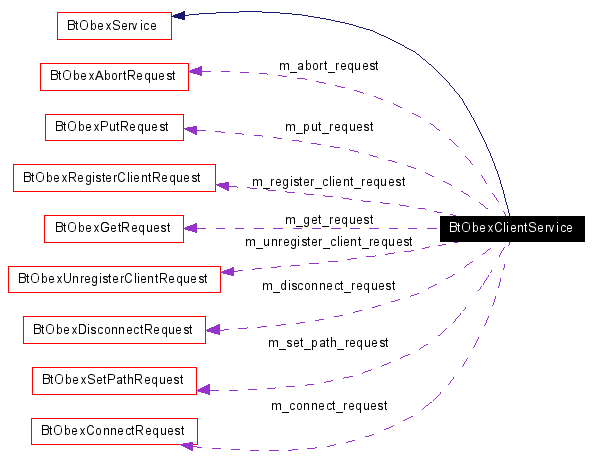 BtObexService
m_abort_request
BtObexAbortRequest
m_put_request
BtObexPutRequest
BtObexRegisterClientRequest
m_register_client_request
m_get_request
BtObexGetRequest
BtObexClientService
m_unregister_client_request
BtObexUnregisterClientRequest
m_disconnect_request
BtObexDisconnectRequest
m_set_path_request
BtObexSetPathRequest
m_connect_request
BtObexConnectRequest